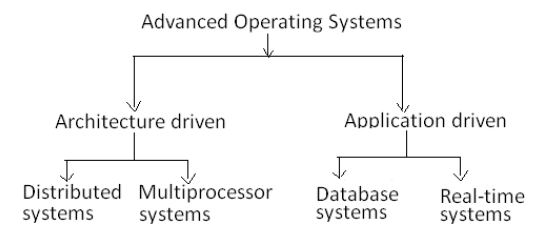 Advanced Operating Systems
Architecture driven
Application driven
Distributed
systems
Multiprocessor
systems
Database
systems
Real-time
systems